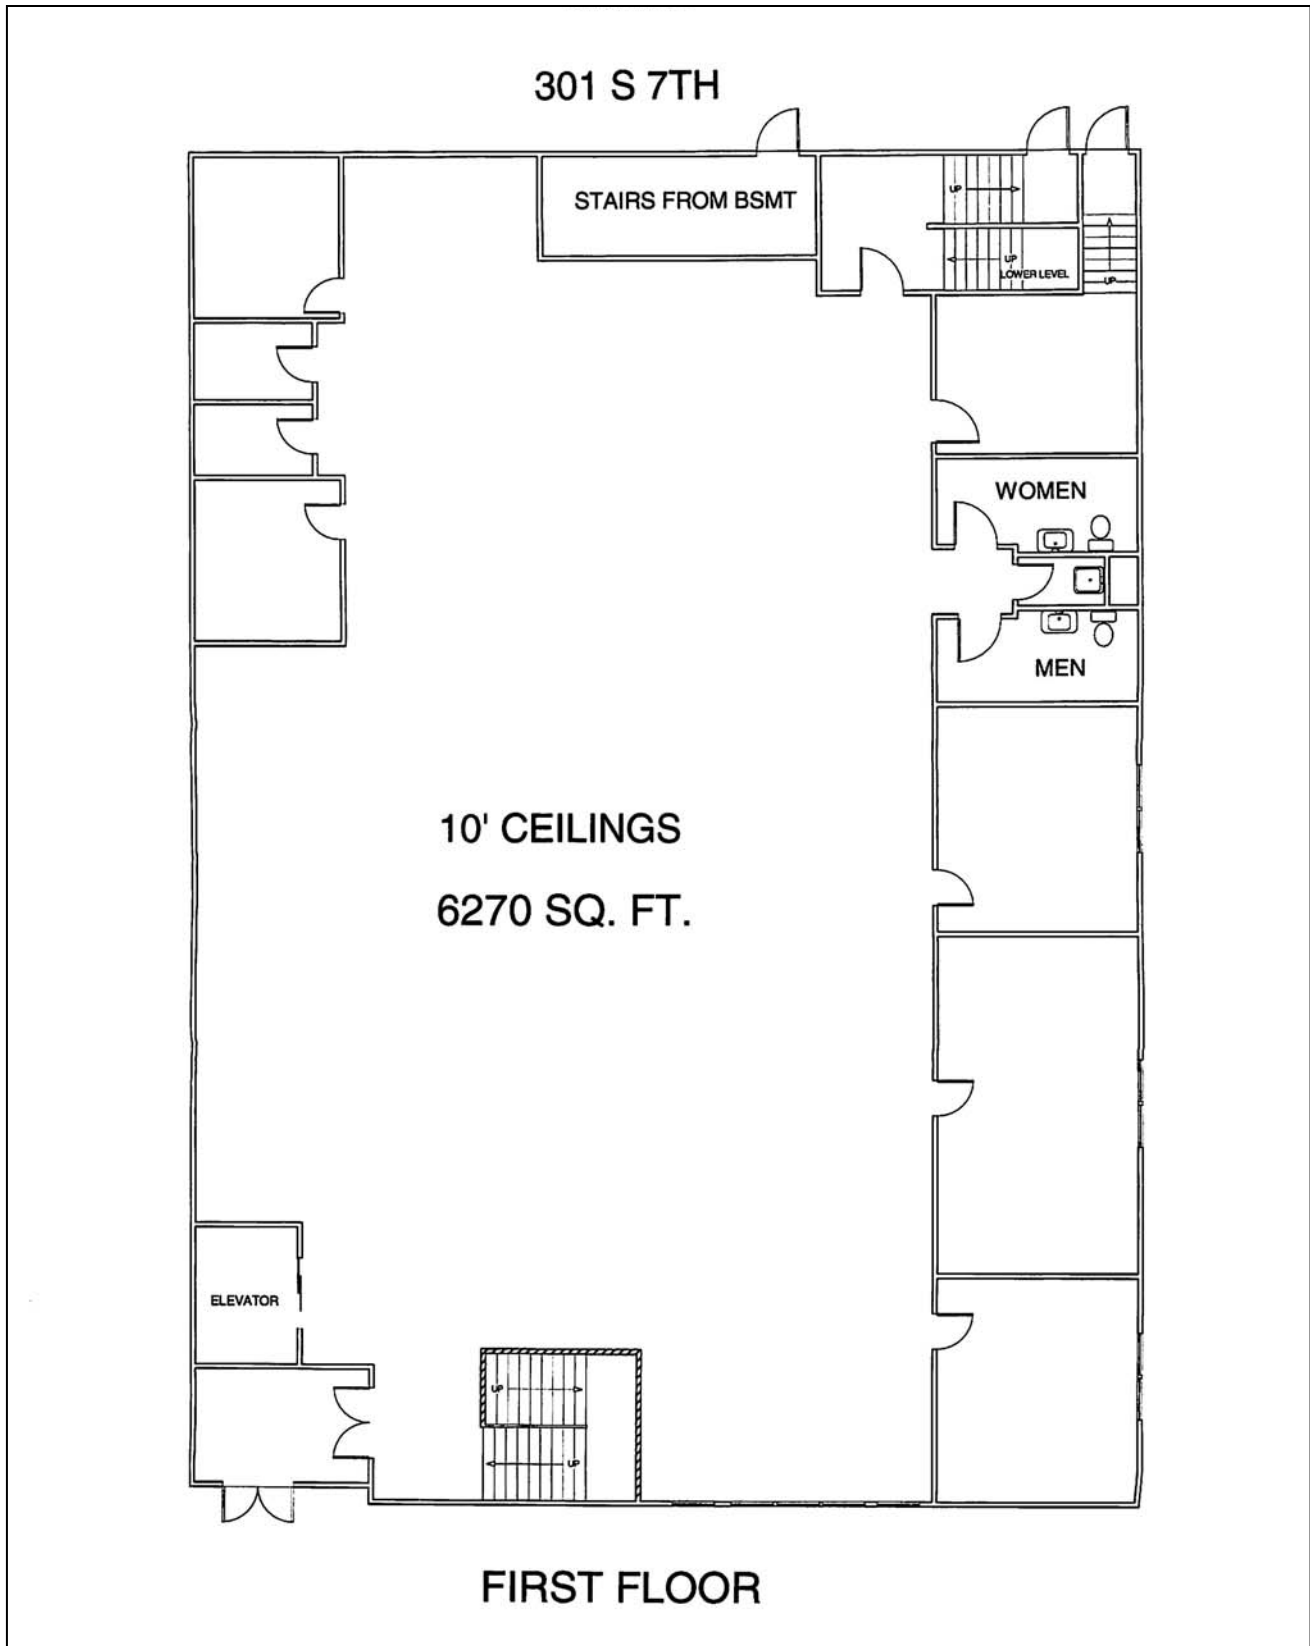 301 S 7TH
STAIRS FROM BSMT
UP
UP
LOWER LEVEL
UP
WOMEN
MEN
10' CEILINGS
6270 SQ. FT.
ELEVATOR
UP
UP
FIRST FLOOR